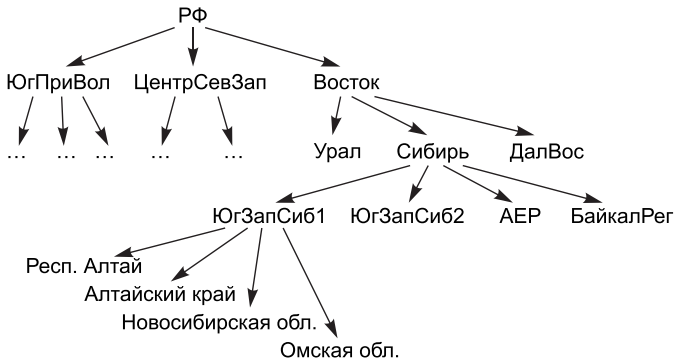 РФ
ЮгПриВол ЦентрСевЗап Восток
... ... ... ... ... Урал Сибирь ДалВос
ЮгЗапСиб1 ЮгЗапСиб2 АЕР БайкалРег
Респ. Алтай
Алтайский край
Новосибирская обл.
Омская обл.